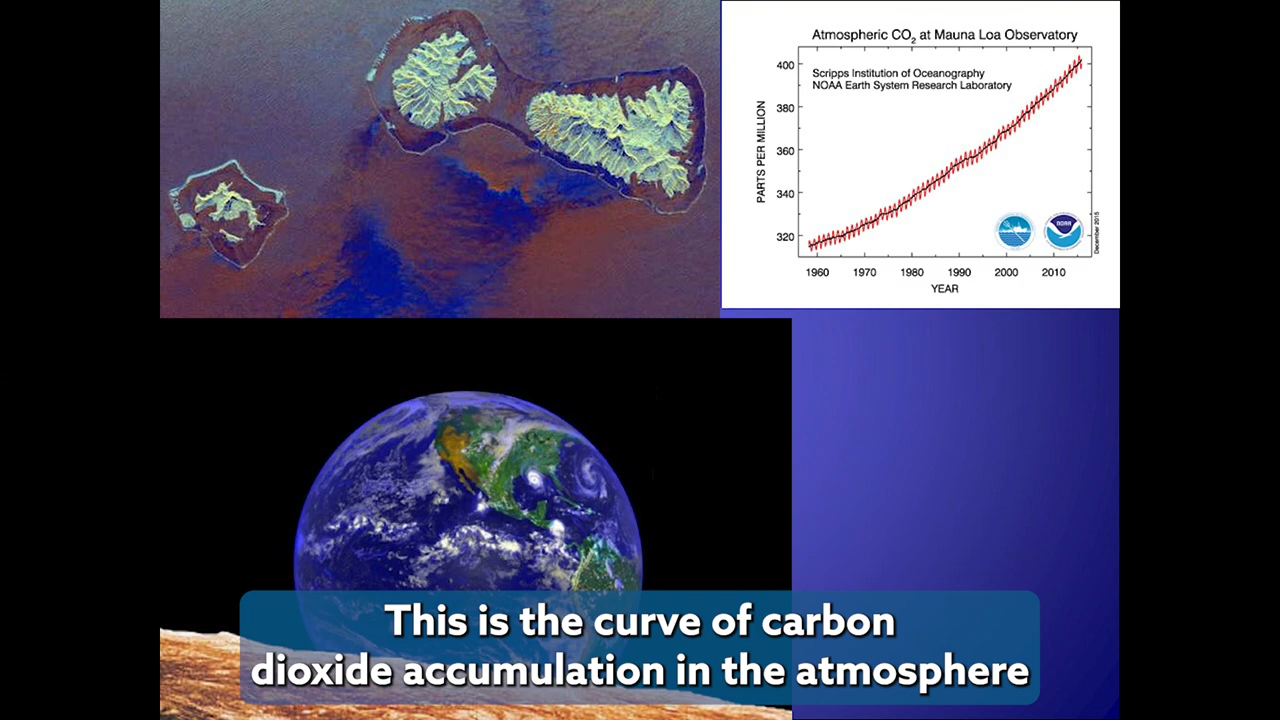 Atmospheric CO₂ at Mauna Loa Observatory
Scripps Institution of Oceanography
NOAA Earth System Research Laboratory
PARTS PER MILLION
400
380
360
340
320
1960 1970 1980 1990 2000 2010
YEAR
NOAA
December 2015
This is the curve of carbon
dioxide accumulation in the atmosphere